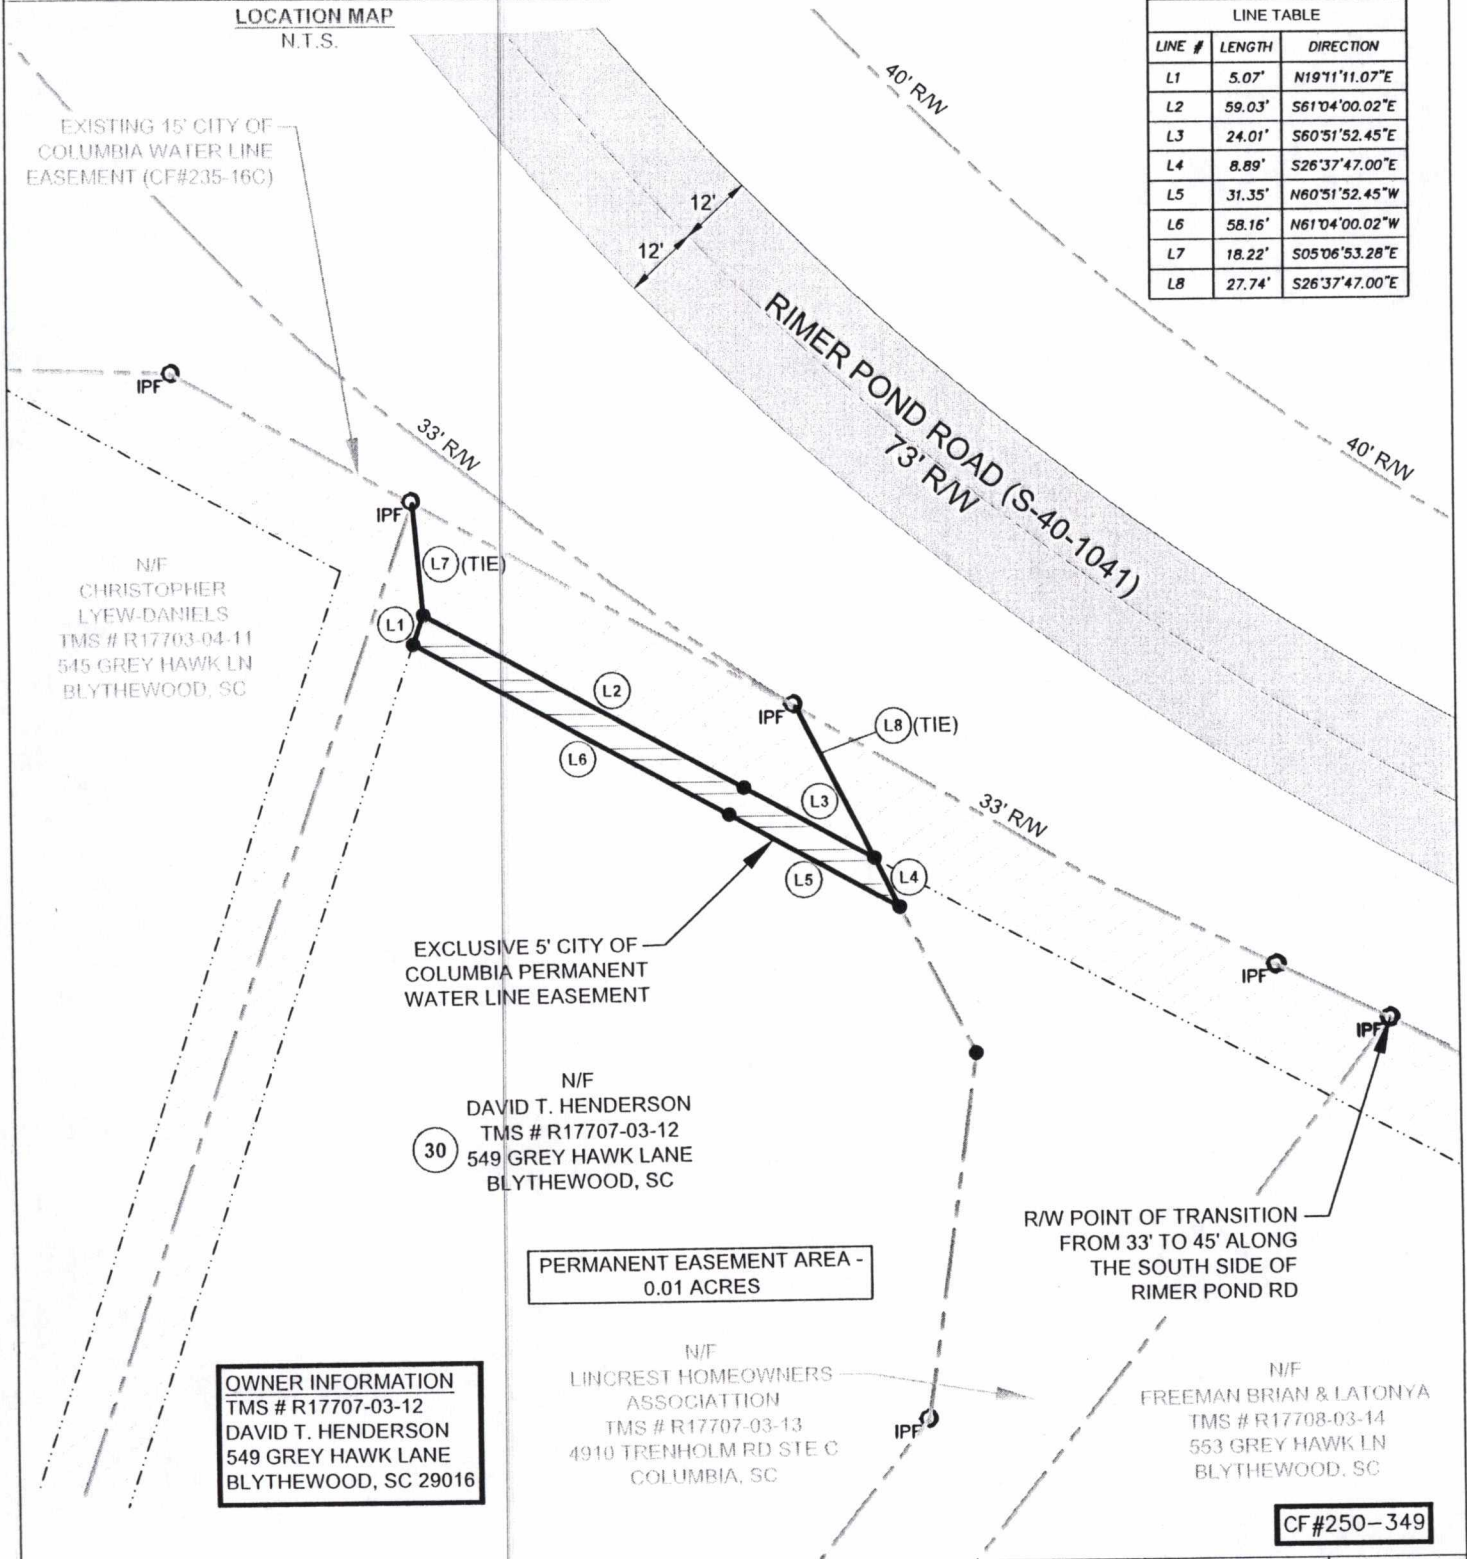 LOCATION MAP
N.T.S.
LINE TABLE
LINE # LENGTH DIRECTION
L1 5.07' N19°11'11.07"E
L2 59.03' S61°04'00.02"E
L3 24.01' S60°51'52.45"E
L4 8.89' S26°37'47.00"E
L5 31.35' N60°51'52.45"W
L6 58.16' N61°04'00.02"W
L7 18.22' S05°06'53.28"E
L8 27.74' S26°37'47.00"E
40' R/W
EXISTING 15' CITY OF
COLUMBIA WATER LINE
EASEMENT (CF#235-16C)
12'
12'
RIMER POND ROAD (S-40-1041)
73' R/W
40' R/W
IPF
33' R/W
IPF
L7 (TIE)
N/F
CHRISTOPHER
LYEW-DANIELS
TMS # R17703-04-11
545 GREY HAWK LN
BLYTHEWOOD, SC
L1
L2
IPF
L8 (TIE)
L6
L3
33' R/W
L5
L4
EXCLUSIVE 5' CITY OF
COLUMBIA PERMANENT
WATER LINE EASEMENT
IPF
IPF
N/F
DAVID T. HENDERSON
TMS # R17707-03-12
30 549 GREY HAWK LANE
BLYTHEWOOD, SC
R/W POINT OF TRANSITION
FROM 33' TO 45' ALONG
THE SOUTH SIDE OF
RIMER POND RD
PERMANENT EASEMENT AREA -
0.01 ACRES
OWNER INFORMATION
TMS # R17707-03-12
DAVID T. HENDERSON
549 GREY HAWK LANE
BLYTHEWOOD, SC 29016
N/F
LINCREST HOMEOWNERS
ASSOCIATTION
TMS # R17707-03-13
4910 TRENHOLM RD STE C
COLUMBIA, SC
IPF
N/F
FREEMAN BRIAN & LATONYA
TMS # R17708-03-14
553 GREY HAWK LN
BLYTHEWOOD, SC
CF#250-349